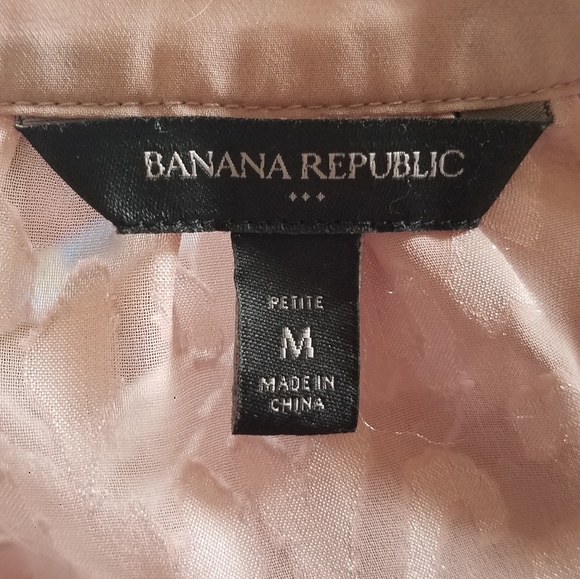 BANANA REPUBLIC
PETITE
M
MADE IN
CHINA